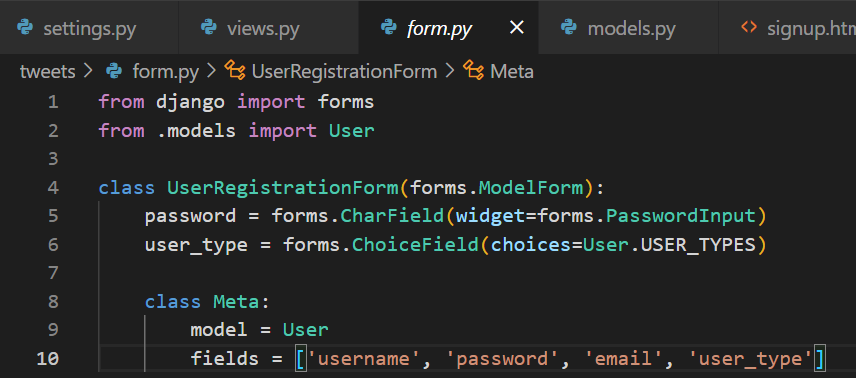 settings.py views.py form.py × models.py <> signup.htm
tweets > form.py > UserRegistrationForm > Meta
1 from django import forms
2 from .models import User
3
4 class UserRegistrationForm(forms.ModelForm):
5     password = forms.CharField(widget=forms.PasswordInput)
6     user_type = forms.ChoiceField(choices=User.USER_TYPES)
7
8     class Meta:
9         model = User
10         fields = ['username', 'password', 'email', 'user_type']